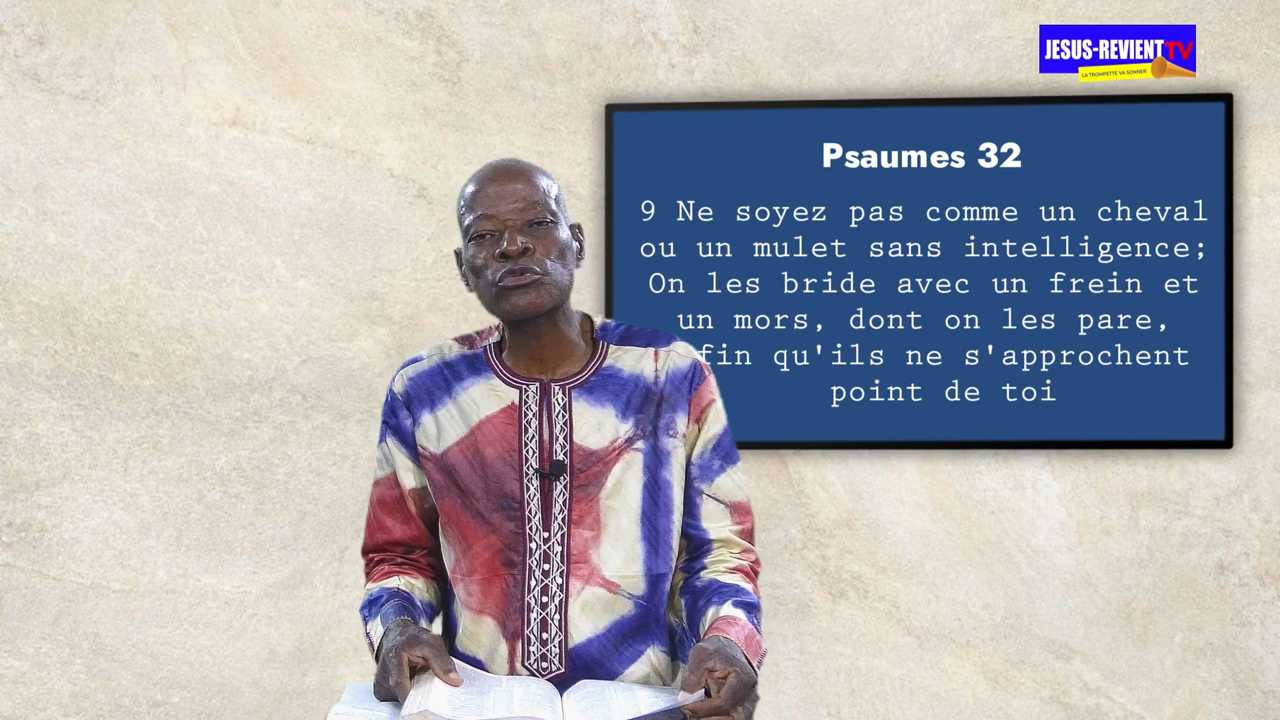 JESUS-REVIENT TV
LA TROMPETTE VA SONNER
Psaumes 32
9 Ne soyez pas comme un cheval
ou un mulet sans intelligence;
On les bride avec un frein et
un mors, dont on les pare,
fin qu'ils ne s'approchent
point de toi